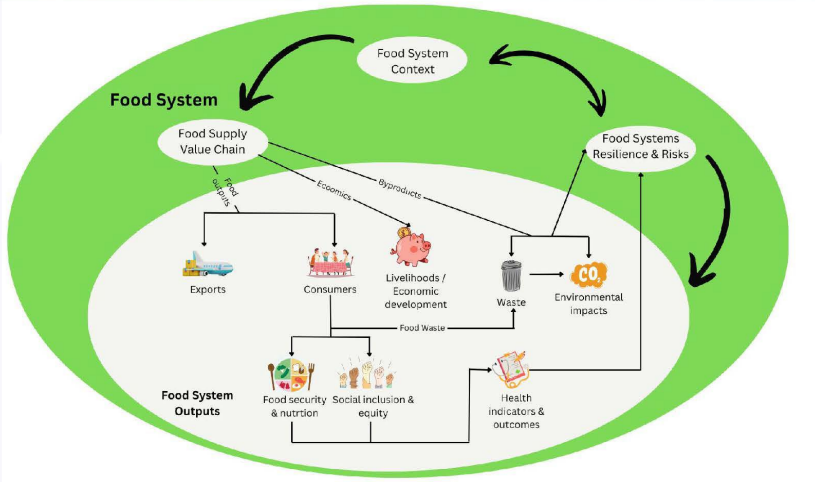 Food System
Context
Food System
Food Supply
Value Chain
Food Systems
Resilience & Risks
Food
outputs
Ecoomics
Byproducts
CO₂
Exports
Consumers
Livelihoods /
Economic
development
Waste
Environmental
impacts
Food Waste
Food System
Outputs
Food security
& nutrtion
Social inclusion &
equity
Health
indicators &
outcomes